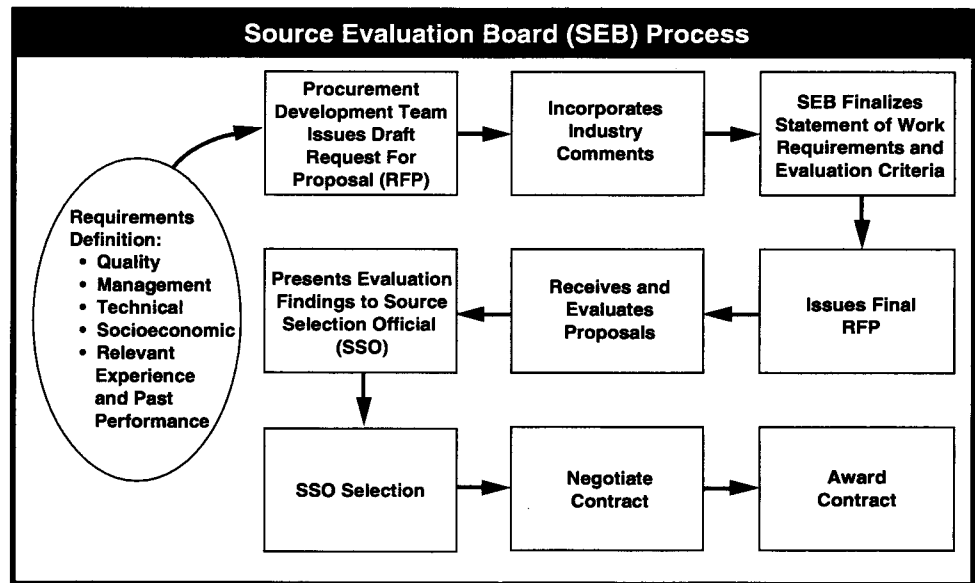 Source Evaluation Board (SEB) Process
Requirements
Definition:
• Quality
• Management
• Technical
• Socioeconomic
• Relevant
Experience
and Past
Performance
Procurement
Development Team
Issues Draft
Request For
Proposal (RFP)
Incorporates
Industry
Comments
SEB Finalizes
Statement of Work
Requirements and
Evaluation Criteria
Issues Final
RFP
Receives and
Evaluates
Proposals
Presents Evaluation
Findings to Source
Selection Official
(SSO)
SSO Selection
Negotiate
Contract
Award
Contract